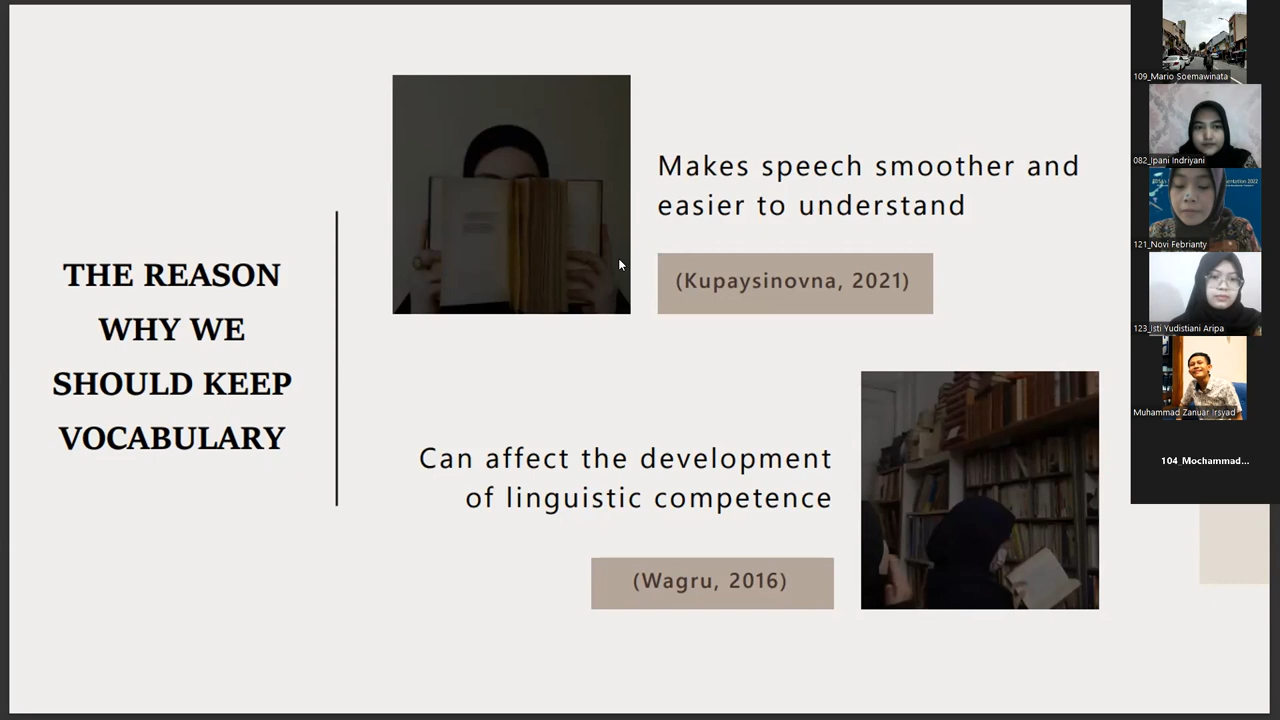 THE REASON
WHY WE
SHOULD KEEP
VOCABULARY
Makes speech smoother and
easier to understand
(Kupaysinovna, 2021)
Can affect the development
of linguistic competence
(Wagru, 2016)
109_Mario Soemawinata
082_Ipani Indriyani
121_Novi Febrianty
123_Isti Yudistiani Aripa
Muhammad Zanuar Irsyad
104_Mochammad...